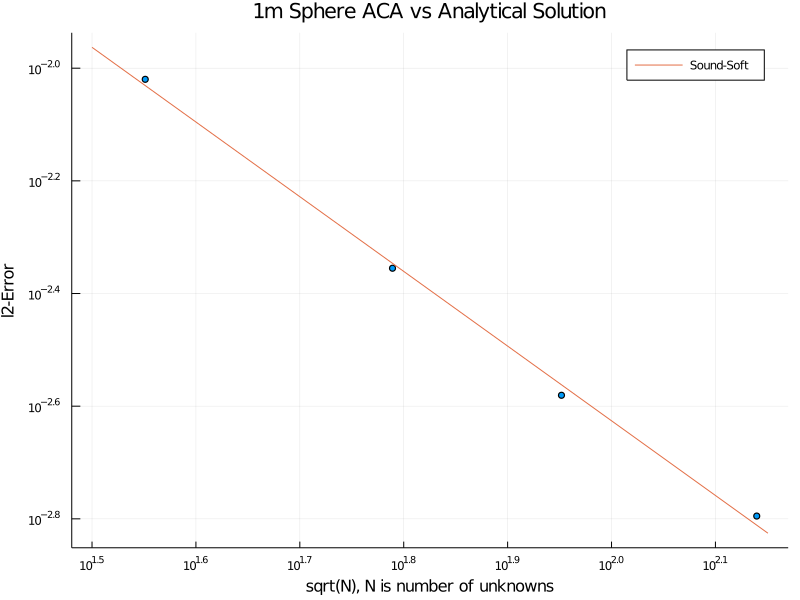 1m Sphere ACA vs Analytical Solution
Sound-Soft
l2-Error
10^−2.0
10^−2.2
10^−2.4
10^−2.6
10^−2.8
10^1.5 10^1.6 10^1.7 10^1.8 10^1.9 10^2.0 10^2.1
sqrt(N), N is number of unknowns